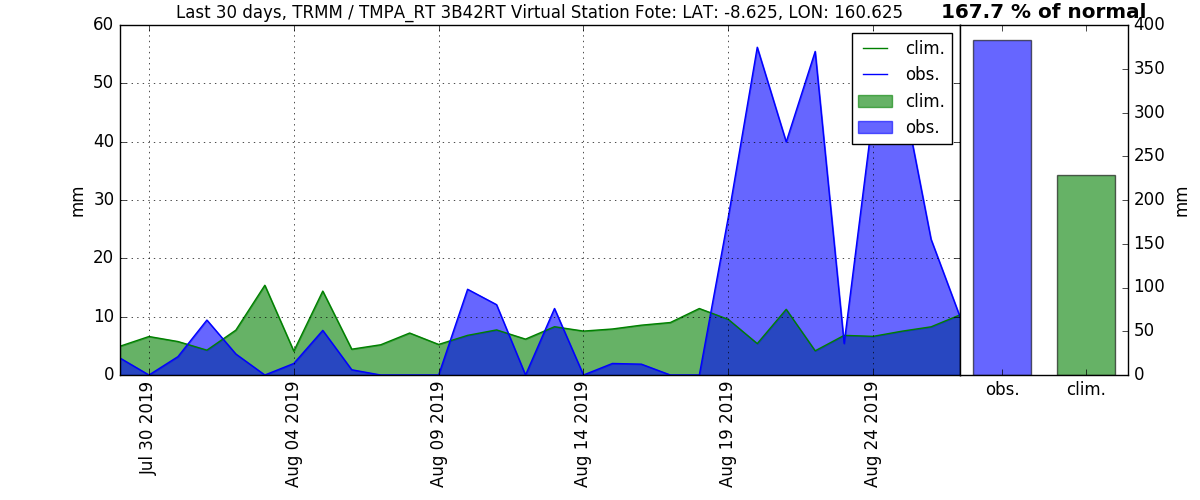 Last 30 days, TRMM / TMPA_RT 3B42RT Virtual Station Fote: LAT: -8.625, LON: 160.625
167.7 % of normal
60
50
40
30
20
10
0
mm
clim.
obs.
clim.
obs.
400
350
300
250
200
150
100
50
0
mm
Jul 30 2019
Aug 04 2019
Aug 09 2019
Aug 14 2019
Aug 19 2019
Aug 24 2019
obs.
clim.